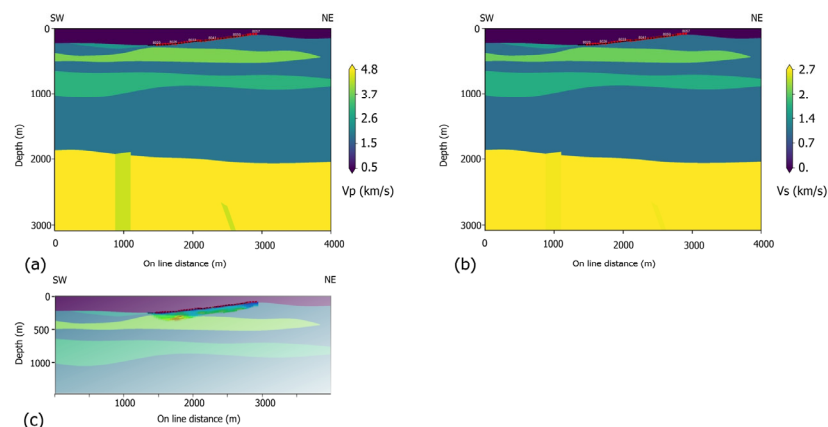 SW NE
0
1000
2000
3000
Depth (m)
0 1000 2000 3000 4000
On line distance (m)
4.8
3.7
2.6
1.5
0.5
Vp (km/s)
(a)
SW NE
0
1000
2000
3000
Depth (m)
0 1000 2000 3000 4000
On line distance (m)
2.7
2.4
1.7
1.4
0.
Vs (km/s)
(b)
SW NE
0
500
1000
Depth (m)
1000 2000 3000
On line distance (m)
(c)